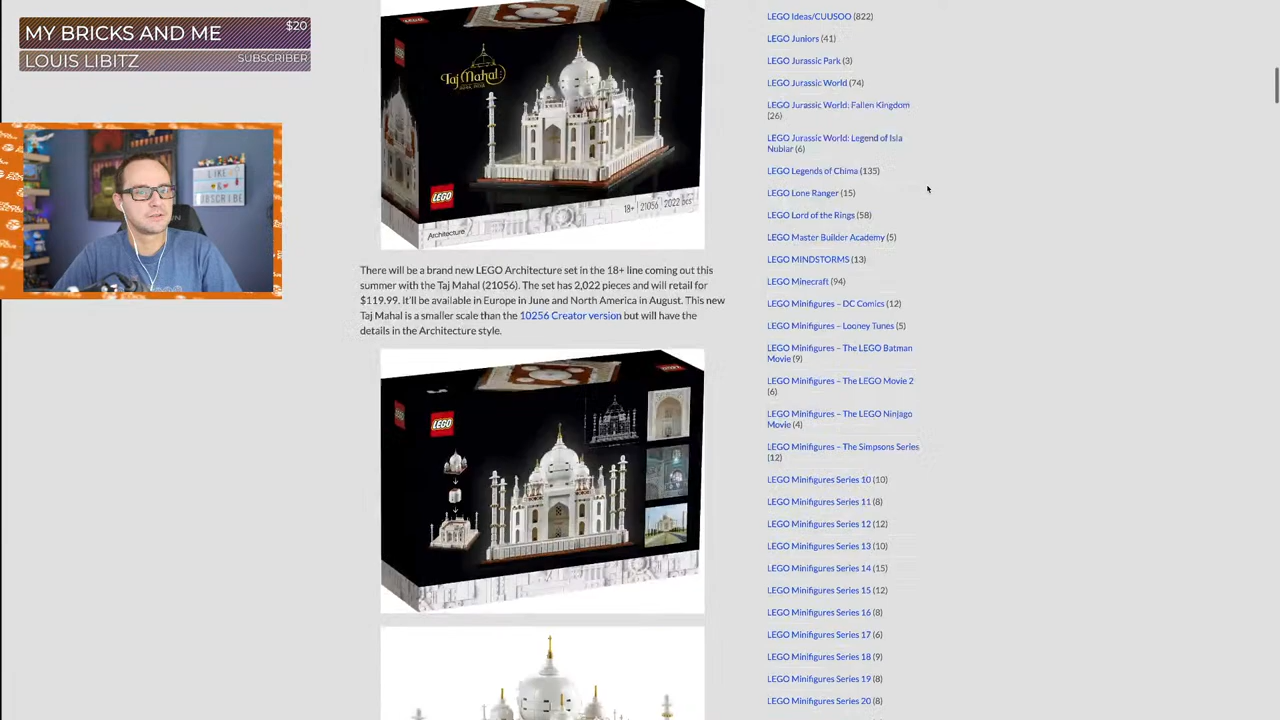 MY BRICKS AND ME
$20
LOUIS LIBITZ
SUBSCRIBER
LIKE
SUBSCRIBE
Taj Mahal
LEGO
18+ 21056 2022 pcs
Architecture
There will be a brand new LEGO Architecture set in the 18+ line coming out this
summer with the Taj Mahal (21056). The set has 2,022 pieces and will retail for
$119.99. It'll be available in Europe in June and North America in August. This new
Taj Mahal is a smaller scale than the 10256 Creator version but will have the
details in the Architecture style.
LEGO
LEGO Ideas/CUUSOO (822)
LEGO Juniors (41)
LEGO Jurassic Park (3)
LEGO Jurassic World (74)
LEGO Jurassic World: Fallen Kingdom
(26)
LEGO Jurassic World: Legend of Isla
Nublar (6)
LEGO Legends of Chima (135)
LEGO Lone Ranger (15)
LEGO Lord of the Rings (58)
LEGO Master Builder Academy (5)
LEGO MINDSTORMS (13)
LEGO Minecraft (94)
LEGO Minifigures – DC Comics (12)
LEGO Minifigures – Looney Tunes (5)
LEGO Minifigures – The LEGO Batman
Movie (9)
LEGO Minifigures – The LEGO Movie 2
(6)
LEGO Minifigures – The LEGO Ninjago
Movie (4)
LEGO Minifigures – The Simpsons Series
(12)
LEGO Minifigures Series 10 (10)
LEGO Minifigures Series 11 (8)
LEGO Minifigures Series 12 (12)
LEGO Minifigures Series 13 (10)
LEGO Minifigures Series 14 (15)
LEGO Minifigures Series 15 (12)
LEGO Minifigures Series 16 (8)
LEGO Minifigures Series 17 (6)
LEGO Minifigures Series 18 (9)
LEGO Minifigures Series 19 (8)
LEGO Minifigures Series 20 (8)